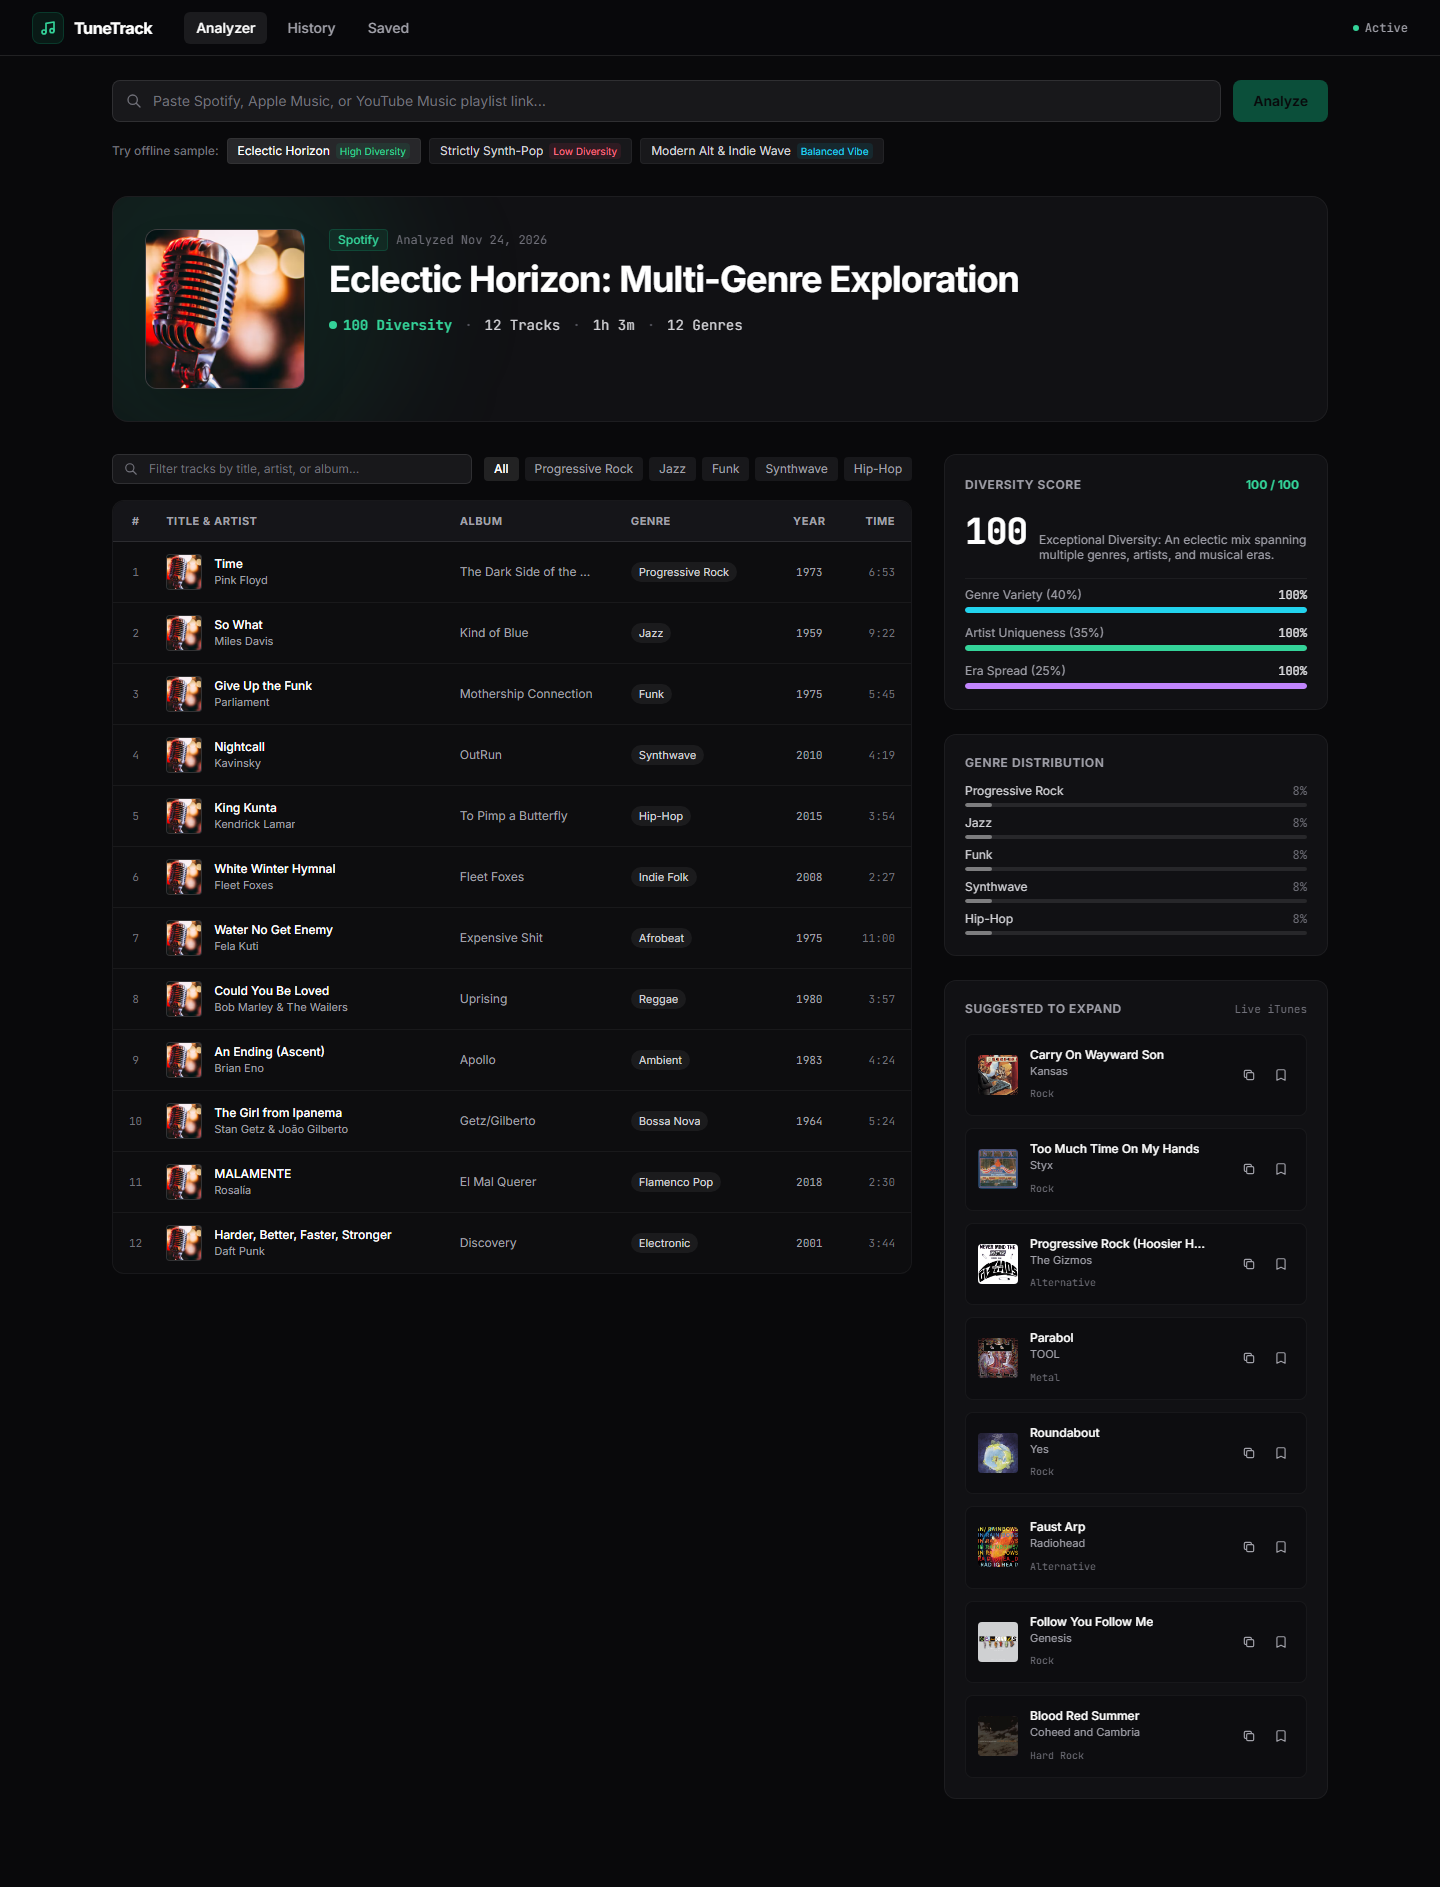 TuneTrack
Analyzer
History
Saved
Active
Paste Spotify, Apple Music, or YouTube Music playlist link...
Analyze
Try offline sample:
Eclectic Horizon High Diversity
Strictly Synth-Pop Low Diversity
Modern Alt & Indie Wave Balanced Vibe
Spotify Analyzed Nov 24, 2026
Eclectic Horizon: Multi-Genre Exploration
100 Diversity · 12 Tracks · 1h 3m · 12 Genres
Filter tracks by title, artist, or album...
All
Progressive Rock
Jazz
Funk
Synthwave
Hip-Hop
# TITLE & ARTIST ALBUM GENRE YEAR TIME
1 Time The Dark Side of the ... Progressive Rock 1973 6:53
Pink Floyd
2 So What Kind of Blue Jazz 1959 9:22
Miles Davis
3 Give Up the Funk Mothership Connection Funk 1975 5:45
Parliament
4 Nightcall OutRun Synthwave 2010 4:19
Kavinsky
5 King Kunta To Pimp a Butterfly Hip-Hop 2015 3:54
Kendrick Lamar
6 White Winter Hymnal Fleet Foxes Indie Folk 2008 2:27
Fleet Foxes
7 Water No Get Enemy Expensive Shit Afrobeat 1975 11:00
Fela Kuti
8 Could You Be Loved Uprising Reggae 1980 3:57
Bob Marley & The Wailers
9 An Ending (Ascent) Apollo Ambient 1983 4:24
Brian Eno
10 The Girl from Ipanema Getz/Gilberto Bossa Nova 1964 5:24
Stan Getz & João Gilberto
11 MALAMENTE El Mal Querer Flamenco Pop 2018 2:30
Rosalía
12 Harder, Better, Faster, Stronger Discovery Electronic 2001 3:44
Daft Punk
DIVERSITY SCORE 100 / 100
100 Exceptional Diversity: An eclectic mix spanning
multiple genres, artists, and musical eras.
Genre Variety (40%) 100%
Artist Uniqueness (35%) 100%
Era Spread (25%) 100%
GENRE DISTRIBUTION
Progressive Rock 8%
Jazz 8%
Funk 8%
Synthwave 8%
Hip-Hop 8%
SUGGESTED TO EXPAND Live iTunes
Carry On Wayward Son
Kansas
Rock
Too Much Time On My Hands
Styx
Rock
Progressive Rock (Hoosier H...
The Gizmos
Alternative
Parabol
TOOL
Metal
Roundabout
Yes
Rock
Faust Arp
Radiohead
Alternative
Follow You Follow Me
Genesis
Rock
Blood Red Summer
Coheed and Cambria
Hard Rock